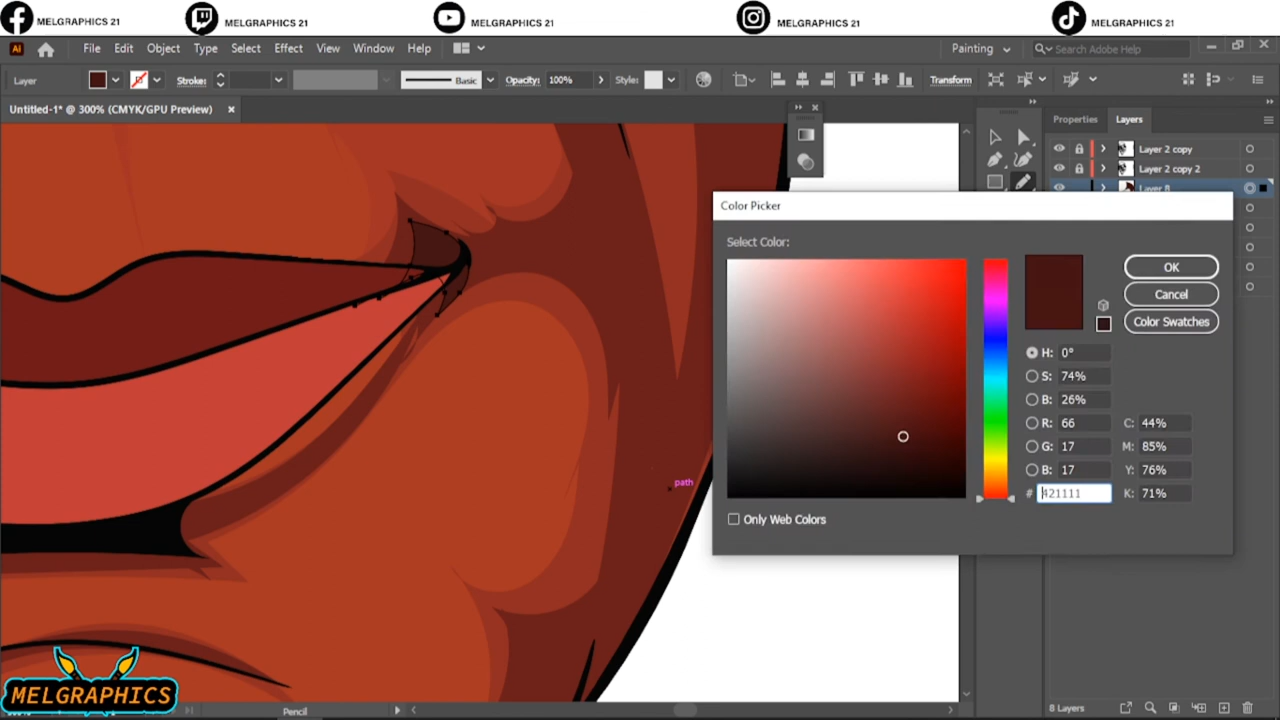 MELGRAPHICS 21 MELGRAPHICS 21 MELGRAPHICS 21 MELGRAPHICS 21 MELGRAPHICS 21
Ai File Edit Object Type Select Effect View Window Help Painting Search Adobe Help
Layer Stroke: Basic Opacity: 100% Style: Transform
Untitled-1* @ 300% (CMYK/GPU Preview)
Properties Layers
Layer 2 copy
Layer 2 copy 2
Layer 8
Color Picker
Select Color:
OK
Cancel
Color Swatches
H: 0°
S: 74%
B: 26%
R: 66 C: 44%
G: 17 M: 85%
B: 17 Y: 76%
# 421111 K: 71%
path
Only Web Colors
MELGRAPHICS
Pencil
8 Layers